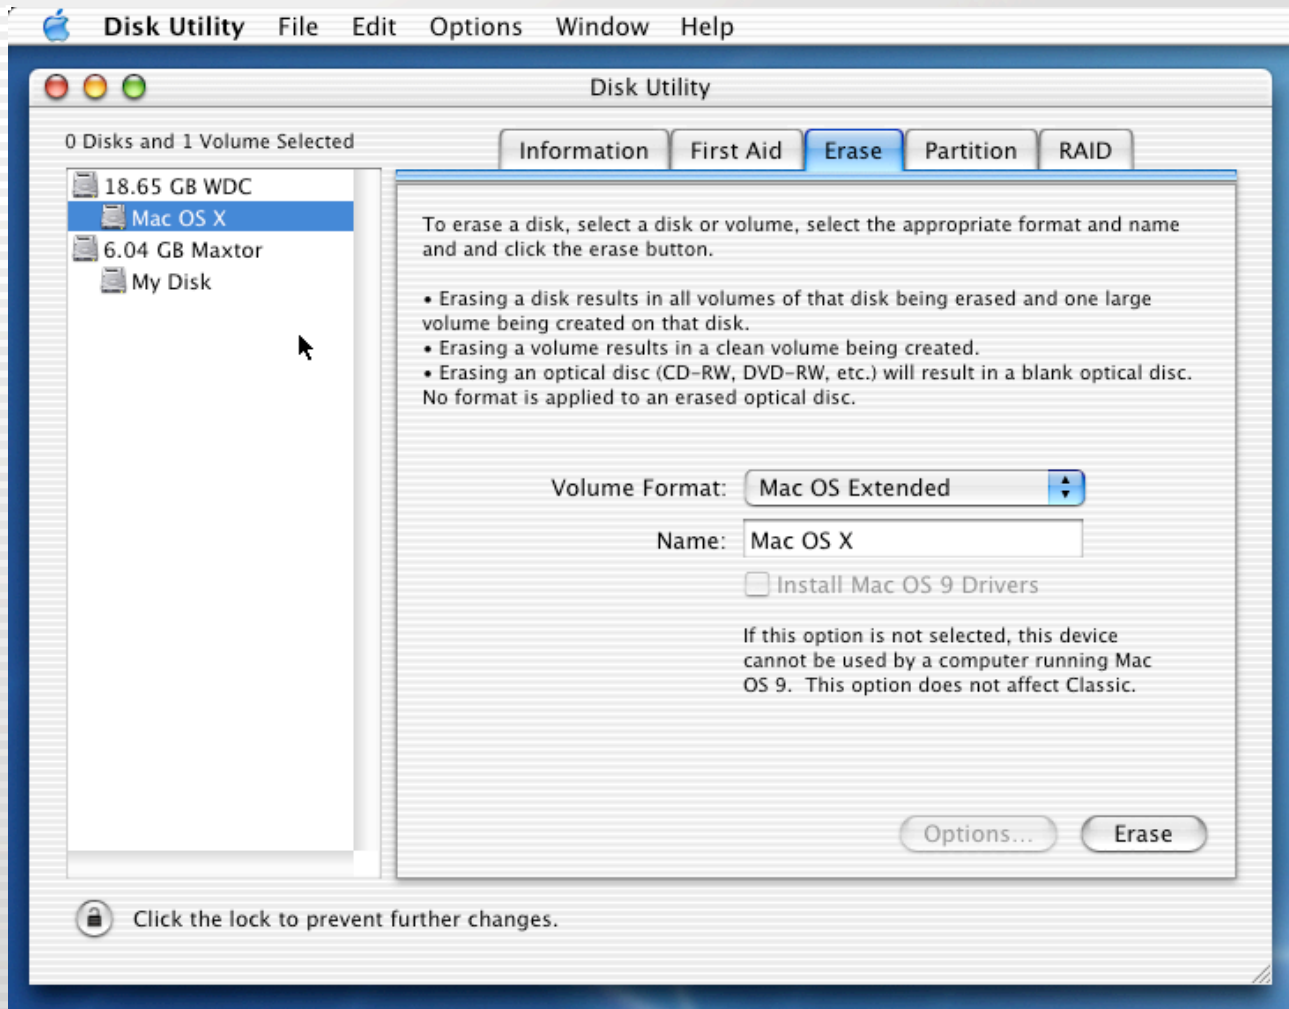 Disk Utility File Edit Options Window Help
Disk Utility
0 Disks and 1 Volume Selected
Information First Aid Erase Partition RAID
18.65 GB WDC
Mac OS X
6.04 GB Maxtor
My Disk
To erase a disk, select a disk or volume, select the appropriate format and name
and and click the erase button.
• Erasing a disk results in all volumes of that disk being erased and one large
volume being created on that disk.
• Erasing a volume results in a clean volume being created.
• Erasing an optical disc (CD-RW, DVD-RW, etc.) will result in a blank optical disc.
No format is applied to an erased optical disc.
Volume Format: Mac OS Extended
Name: Mac OS X
Install Mac OS 9 Drivers
If this option is not selected, this device
cannot be used by a computer running Mac
OS 9. This option does not affect Classic.
Options... Erase
Click the lock to prevent further changes.